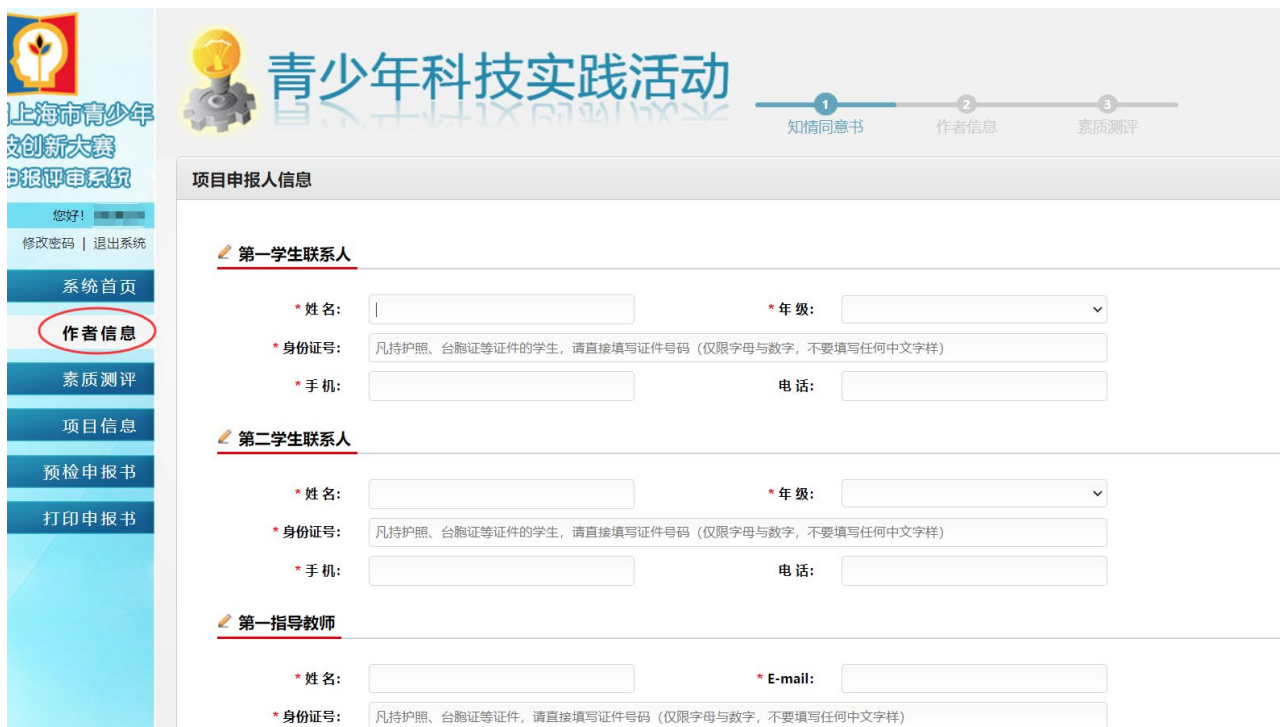 上海市青少年
技创新大赛
申报评审系统
您好!
修改密码 | 退出系统
系统首页
作者信息
素质测评
项目信息
预检申报书
打印申报书
青少年科技实践活动
1 2 3
知情同意书 作者信息 素质测评
项目申报人信息
第一学生联系人
* 姓 名: * 年 级:
* 身份证号: 凡持护照、台胞证等证件的学生，请直接填写证件号码（仅限字母与数字，不要填写任何中文字样）
* 手 机: 电 话:
第二学生联系人
* 姓 名: * 年 级:
* 身份证号: 凡持护照、台胞证等证件的学生，请直接填写证件号码（仅限字母与数字，不要填写任何中文字样）
* 手 机: 电 话:
第一指导教师
* 姓 名: * E-mail:
* 身份证号: 凡持护照、台胞证等证件，请直接填写证件号码（仅限字母与数字，不要填写任何中文字样）